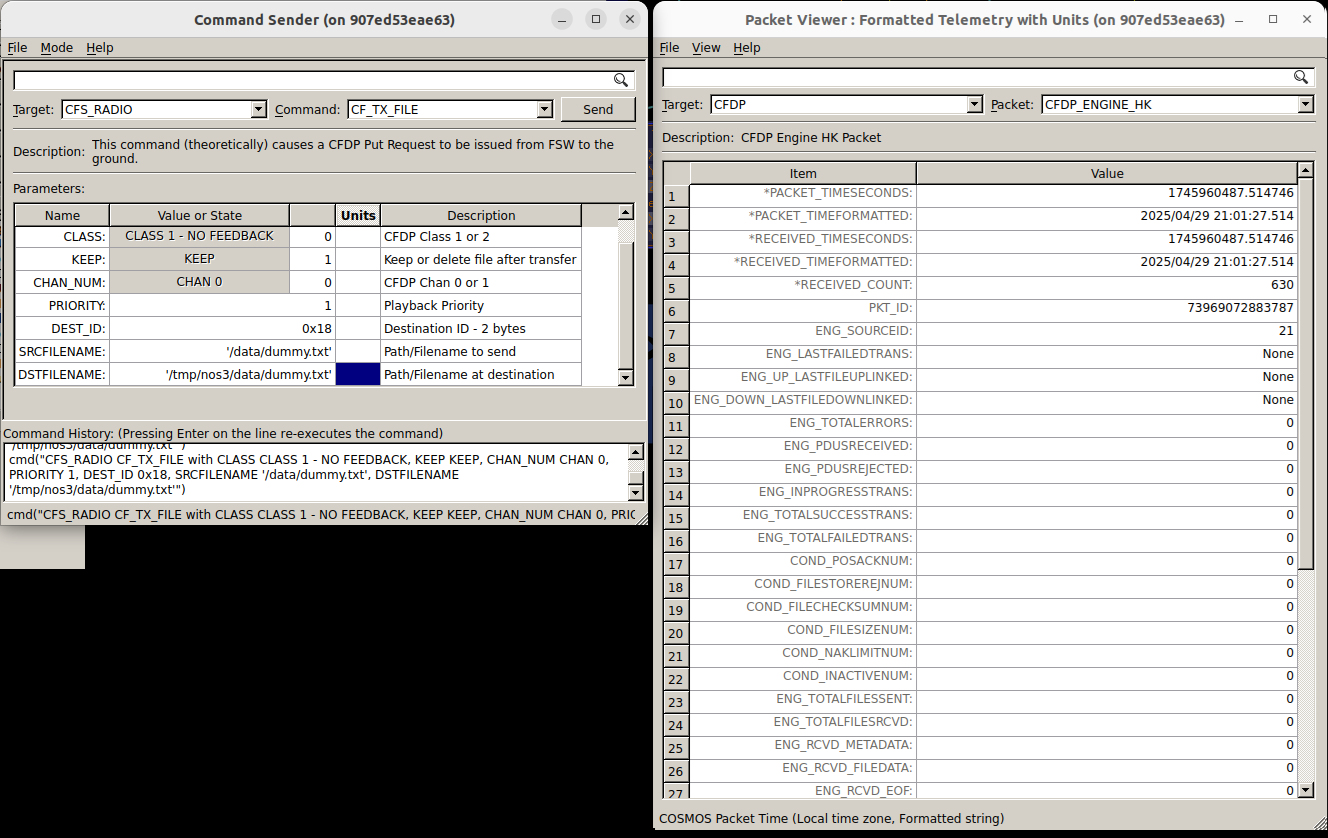 Command Sender (on 907ed53eae63)
File Mode Help
Target: CFS_RADIO Command: CF_TX_FILE Send
Description: This command (theoretically) causes a CFDP Put Request to be issued from FSW to the
ground.
Parameters:
Name Value or State Units Description
CLASS: CLASS 1 - NO FEEDBACK 0 CFDP Class 1 or 2
KEEP: KEEP 1 Keep or delete file after transfer
CHAN_NUM: CHAN 0 0 CFDP Chan 0 or 1
PRIORITY: 1 Playback Priority
DEST_ID: 0x18 Destination ID - 2 bytes
SRCFILENAME: '/data/dummy.txt' Path/Filename to send
DSTFILENAME: '/tmp/nos3/data/dummy.txt' Path/Filename at destination
Command History: (Pressing Enter on the line re-executes the command)
'/tmp/nos3/data/dummy.txt'")
cmd("CFS_RADIO CF_TX_FILE with CLASS CLASS 1 - NO FEEDBACK, KEEP KEEP, CHAN_NUM CHAN 0,
PRIORITY 1, DEST_ID 0x18, SRCFILENAME '/data/dummy.txt', DSTFILENAME
'/tmp/nos3/data/dummy.txt'")
cmd("CFS_RADIO CF_TX_FILE with CLASS CLASS 1 - NO FEEDBACK, KEEP KEEP, CHAN_NUM CHAN 0, PRIC
Packet Viewer : Formatted Telemetry with Units (on 907ed53eae63)
File View Help
Target: CFDP Packet: CFDP_ENGINE_HK
Description: CFDP Engine HK Packet
Item Value
1 *PACKET_TIMESECONDS: 1745960487.514746
2 *PACKET_TIMEFORMATTED: 2025/04/29 21:01:27.514
3 *RECEIVED_TIMESECONDS: 1745960487.514746
4 *RECEIVED_TIMEFORMATTED: 2025/04/29 21:01:27.514
5 *RECEIVED_COUNT: 630
6 PKT_ID: 73969072883787
7 ENG_SOURCEID: 21
8 ENG_LASTFAILEDTRANS: None
9 ENG_UP_LASTFILEUPLINKED: None
10 ENG_DOWN_LASTFILEDOWNLINKED: None
11 ENG_TOTALERRORS: 0
12 ENG_PDUSRECEIVED: 0
13 ENG_PDUSREJECTED: 0
14 ENG_INPROGRESSTRANS: 0
15 ENG_TOTALSUCCESSTRANS: 0
16 ENG_TOTALFAILEDTRANS: 0
17 COND_POSACKNUM: 0
18 COND_FILESTOREREJNUM: 0
19 COND_FILECHECKSUMNUM: 0
20 COND_FILESIZENUM: 0
21 COND_NAKLIMITNUM: 0
22 COND_INACTIVENUM: 0
23 ENG_TOTALFILESSENT: 0
24 ENG_TOTALFILESRCVD: 0
25 ENG_RCVD_METADATA: 0
26 ENG_RCVD_FILEDATA: 0
27 ENG_RCVD_EOF: 0
COSMOS Packet Time (Local time zone, Formatted string)